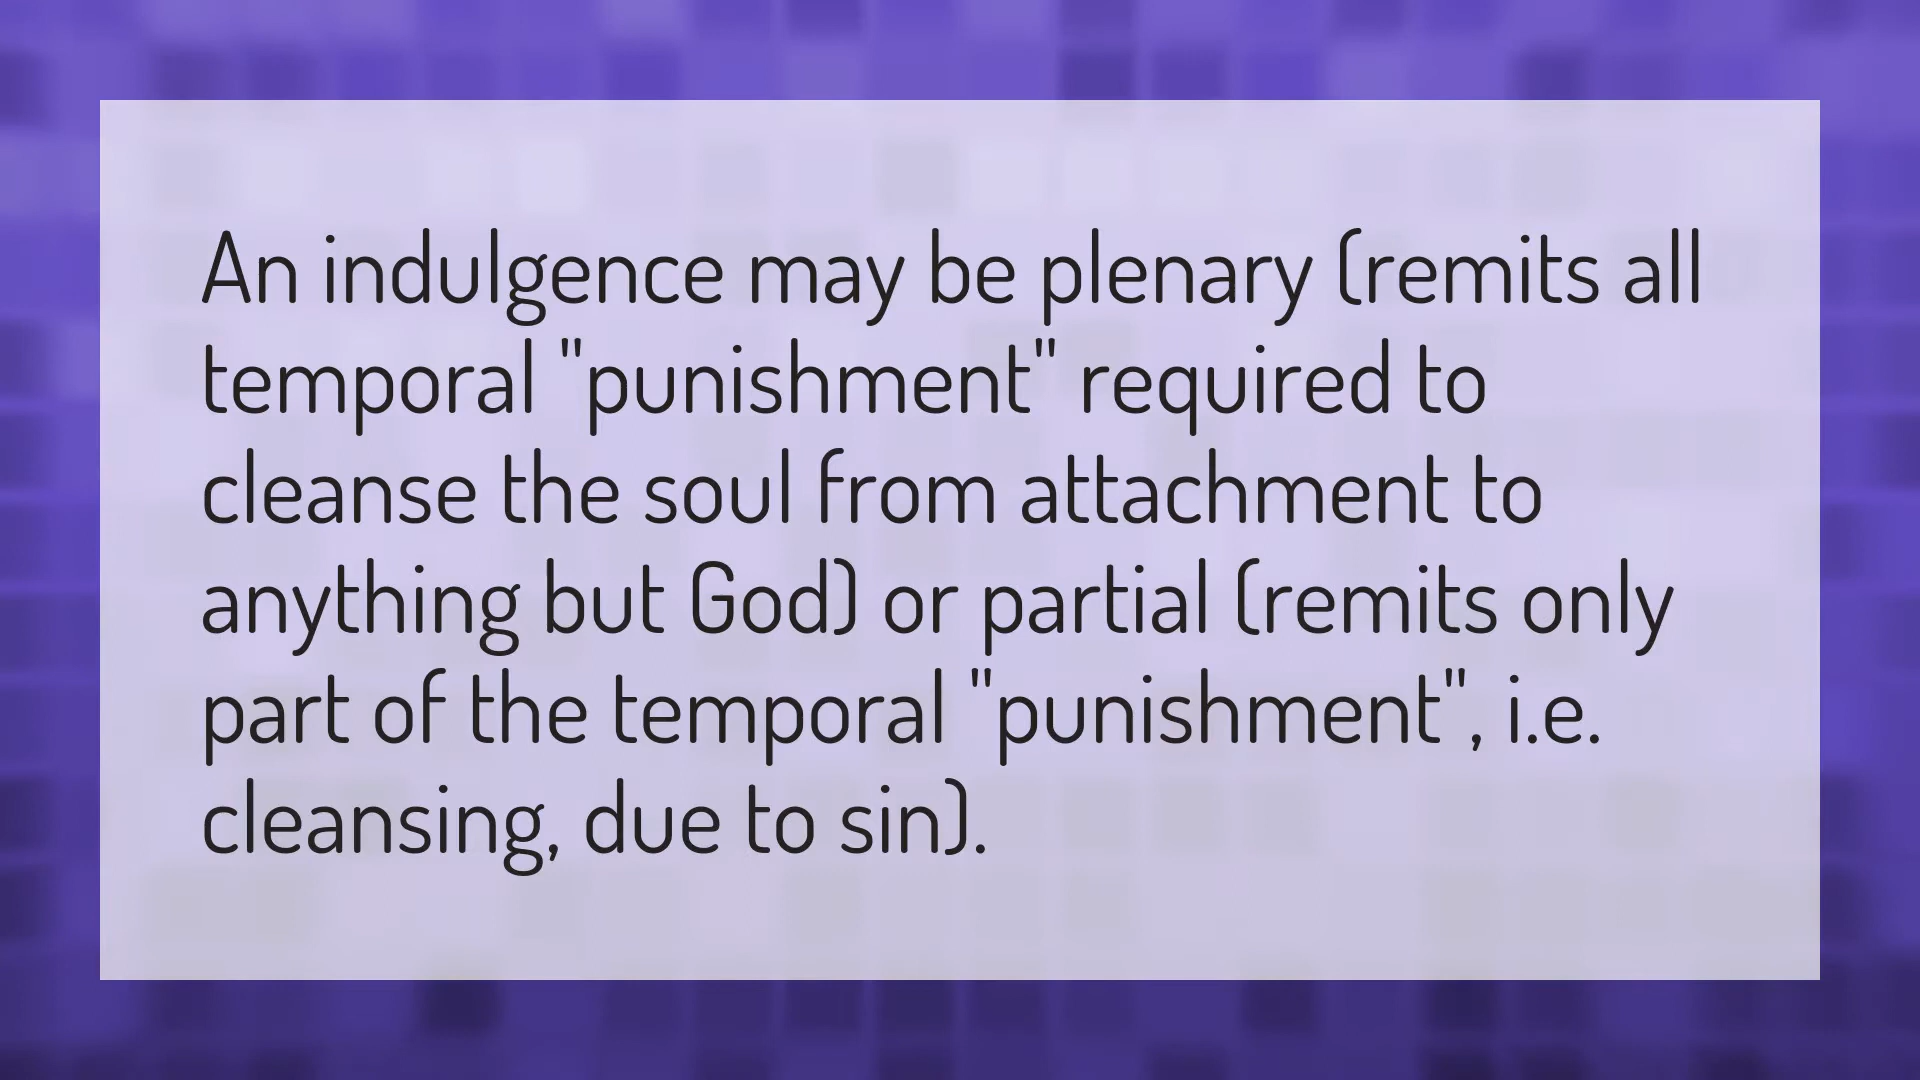 An indulgence may be plenary (remits all
temporal "punishment" required to
cleanse the soul from attachment to
anything but God) or partial (remits only
part of the temporal "punishment", i.e.
cleansing, due to sin).